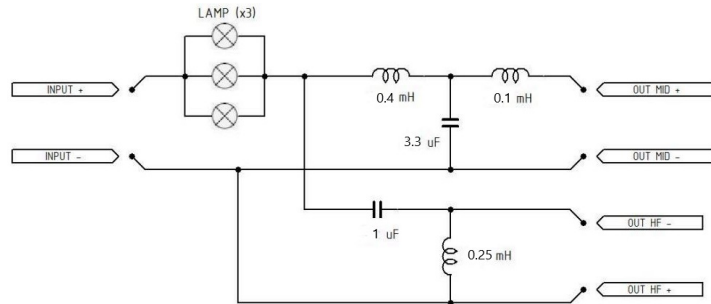 LAMP (x3)
INPUT +
0.4 mH
0.1 mH
OUT MID +
3.3 uF
INPUT -
OUT MID -
1 uF
OUT HF -
0.25 mH
OUT HF +